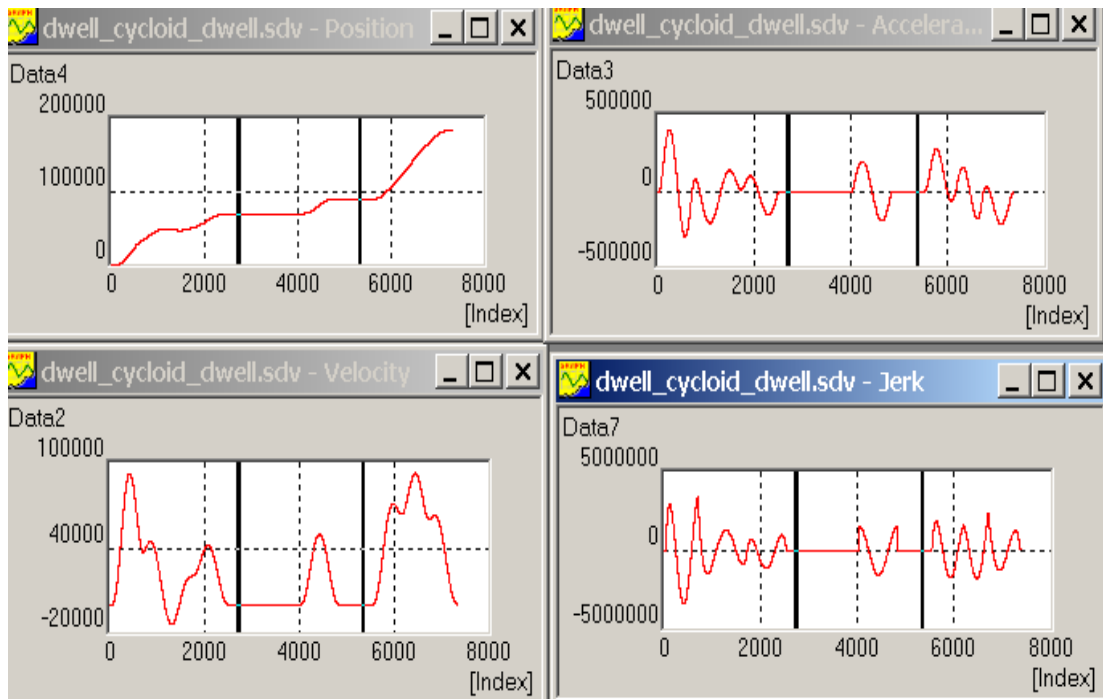 dwell_cycloid_dwell.sdv - Position
Data4
200000
100000
0
0 2000 4000 6000 8000
[Index]
dwell_cycloid_dwell.sdv - Accelera...
Data3
500000
0
-500000
0 2000 4000 6000 8000
[Index]
dwell_cycloid_dwell.sdv - Velocity
Data2
100000
40000
-20000
0 2000 4000 6000 8000
[Index]
dwell_cycloid_dwell.sdv - Jerk
Data7
5000000
0
-5000000
0 2000 4000 6000 8000
[Index]